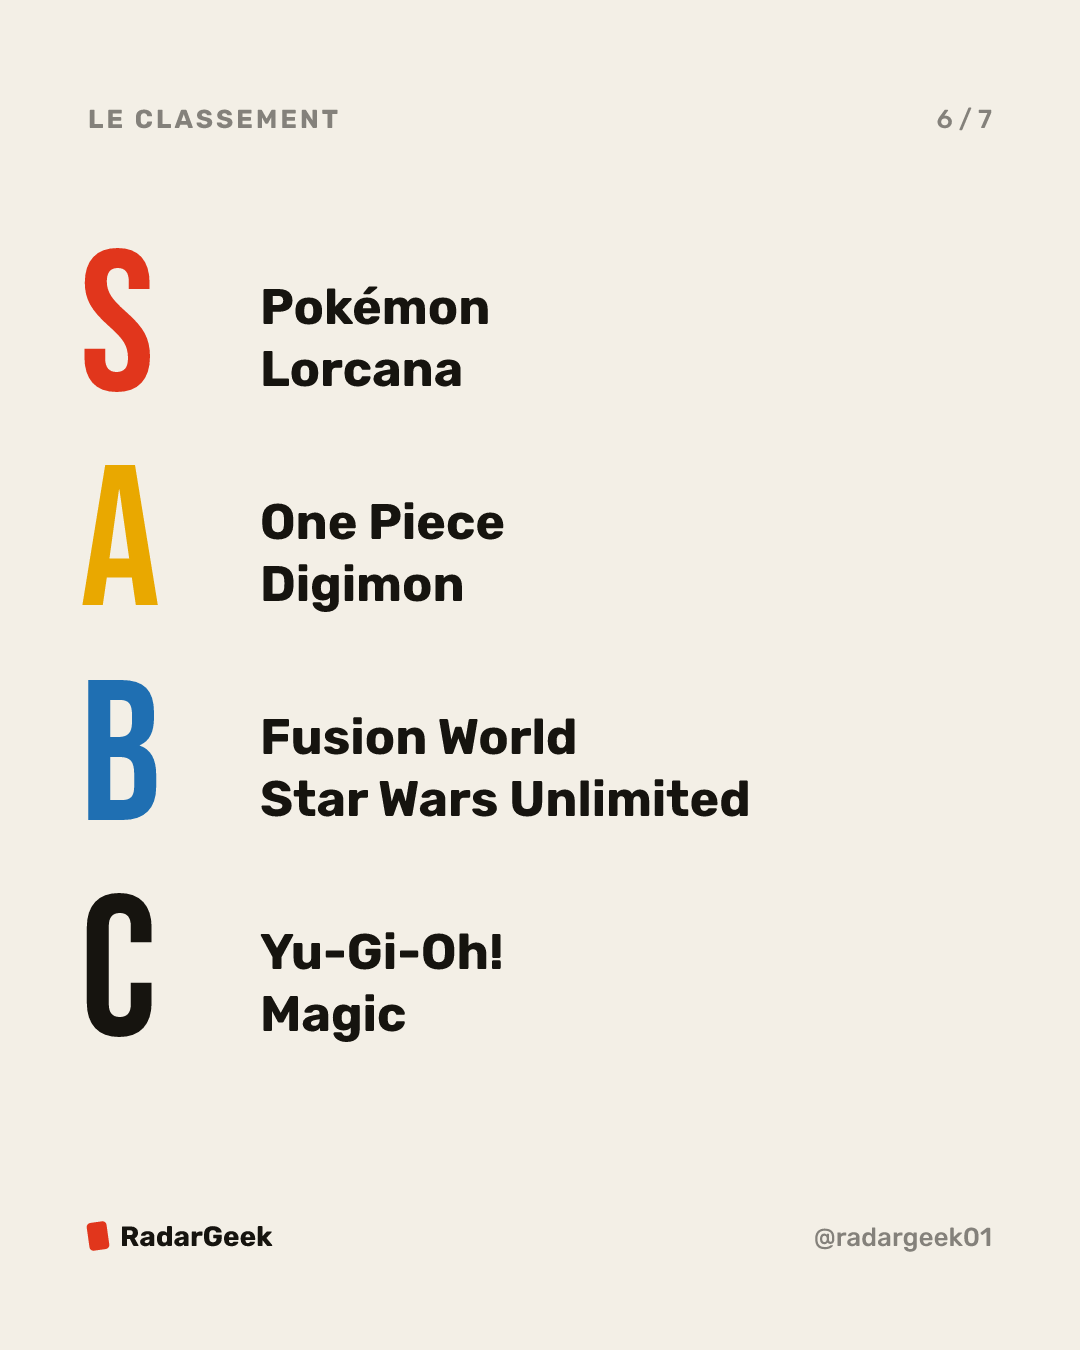 LE CLASSEMENT
6 / 7
S
Pokémon
Lorcana
A
One Piece
Digimon
B
Fusion World
Star Wars Unlimited
C
Yu-Gi-Oh!
Magic
RadarGeek
@radargeek01